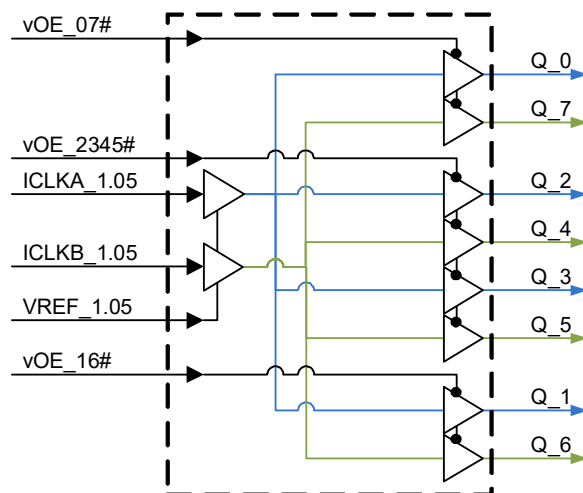 vOE_07#
Q_0
Q_7
vOE_2345#
ICLKA_1.05
Q_2
Q_4
ICLKB_1.05
Q_3
VREF_1.05
Q_5
vOE_16#
Q_1
Q_6